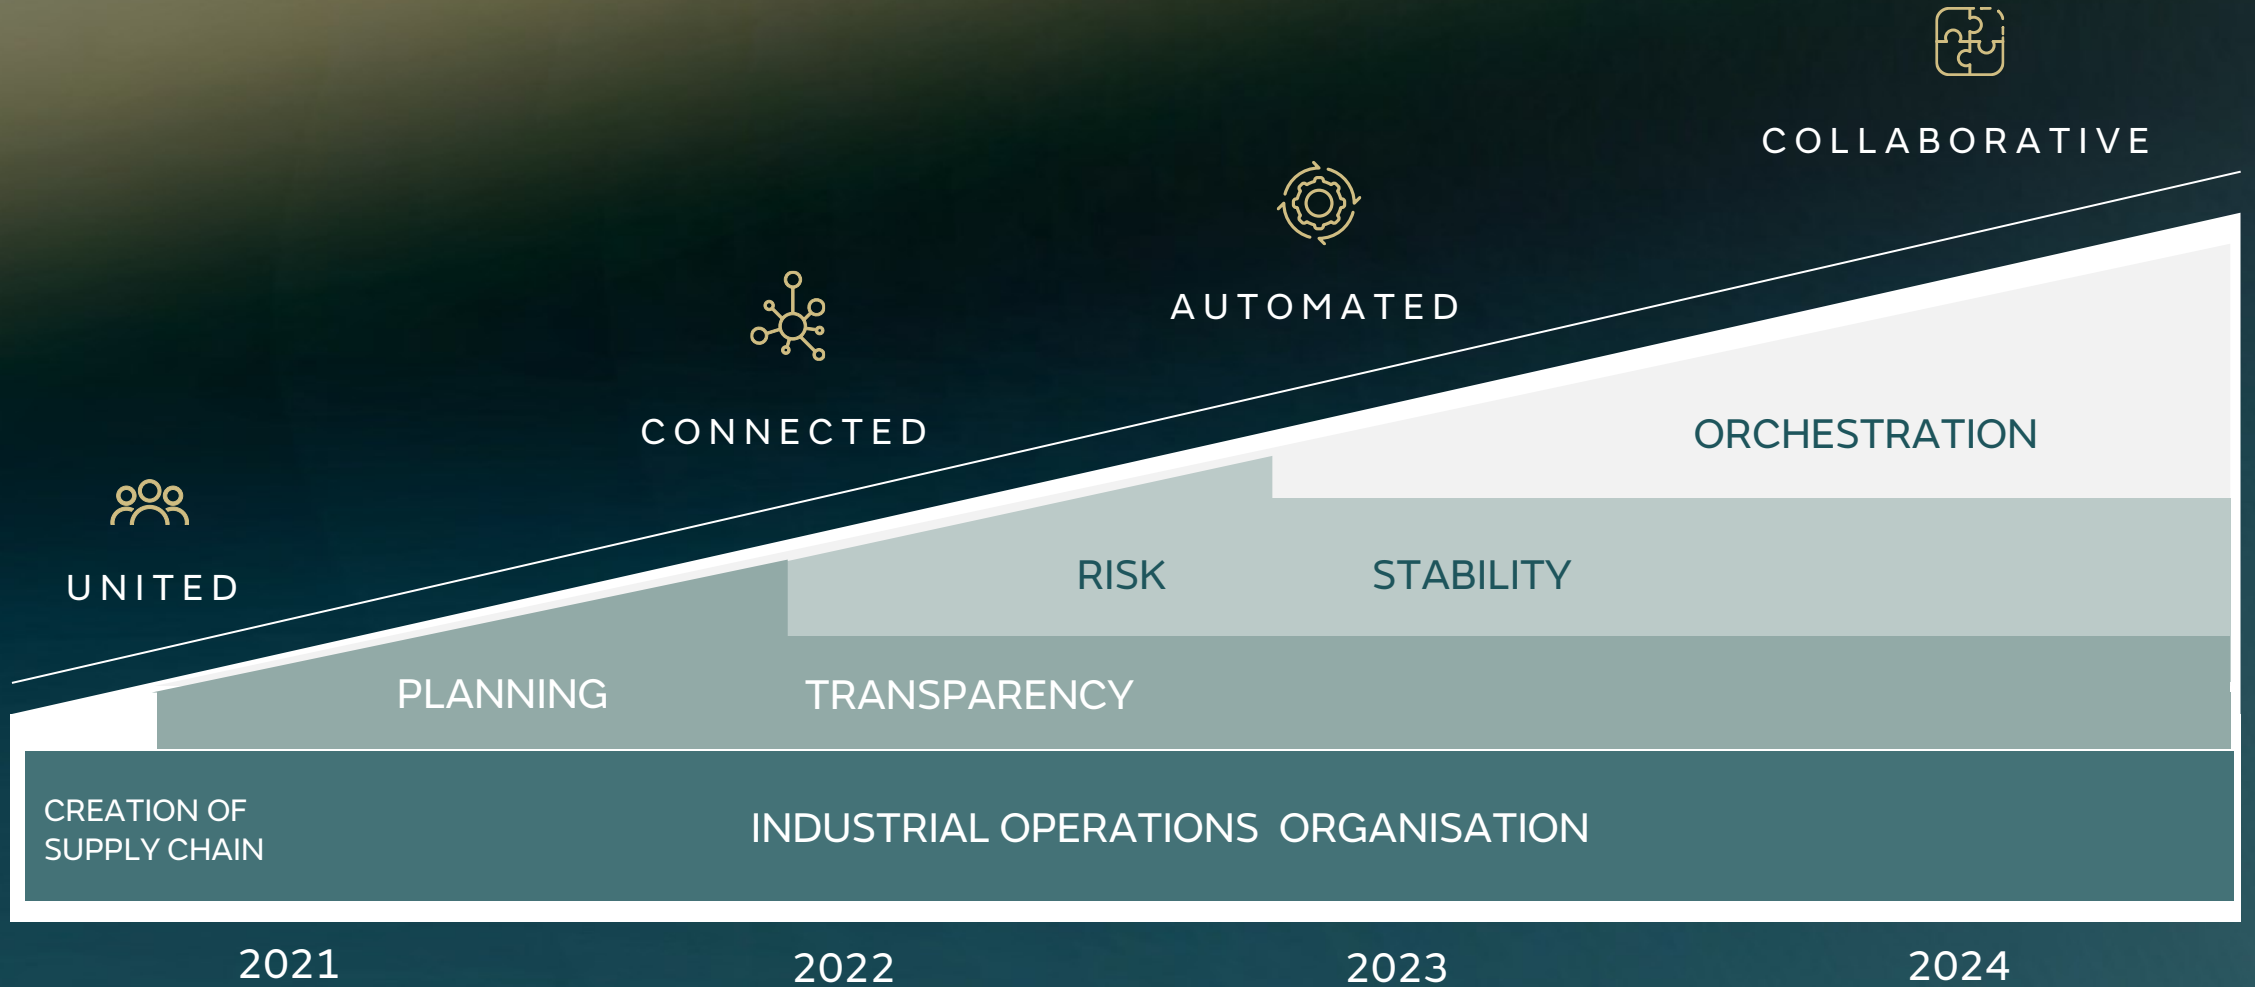 COLLABORATIVE
AUTOMATED
CONNECTED
UNITED
ORCHESTRATION
RISK
STABILITY
PLANNING
TRANSPARENCY
CREATION OF
SUPPLY CHAIN
INDUSTRIAL OPERATIONS ORGANISATION
2021
2022
2023
2024